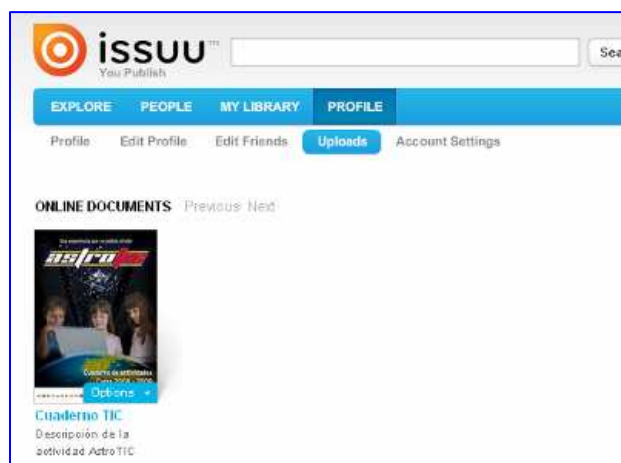 issuu™
You Publish
Sea
EXPLORE PEOPLE MY LIBRARY PROFILE
Profile Edit Profile Edit Friends Uploads Account Settings
ONLINE DOCUMENTS Previous Next
astrotic
Cuaderno de actividades
Curso 2008 - 2009
Options
Cuaderno TIC
Descripción de la
actividad AstroTIC